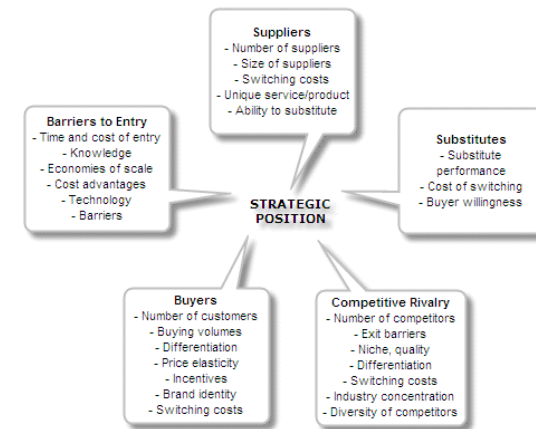 Suppliers
- Number of suppliers
- Size of suppliers
- Switching costs
- Unique service/product
- Ability to substitute
Barriers to Entry
- Time and cost of entry
- Knowledge
- Economies of scale
- Cost advantages
- Technology
- Barriers
Substitutes
- Substitute
performance
- Cost of switching
- Buyer willingness
STRATEGIC
POSITION
Buyers
- Number of customers
- Buying volumes
- Differentiation
- Price elasticity
- Incentives
- Brand identity
- Switching costs
Competitive Rivalry
- Number of competitors
- Exit barriers
- Niche, quality
- Differentiation
- Switching costs
- Industry concentration
- Diversity of competitors